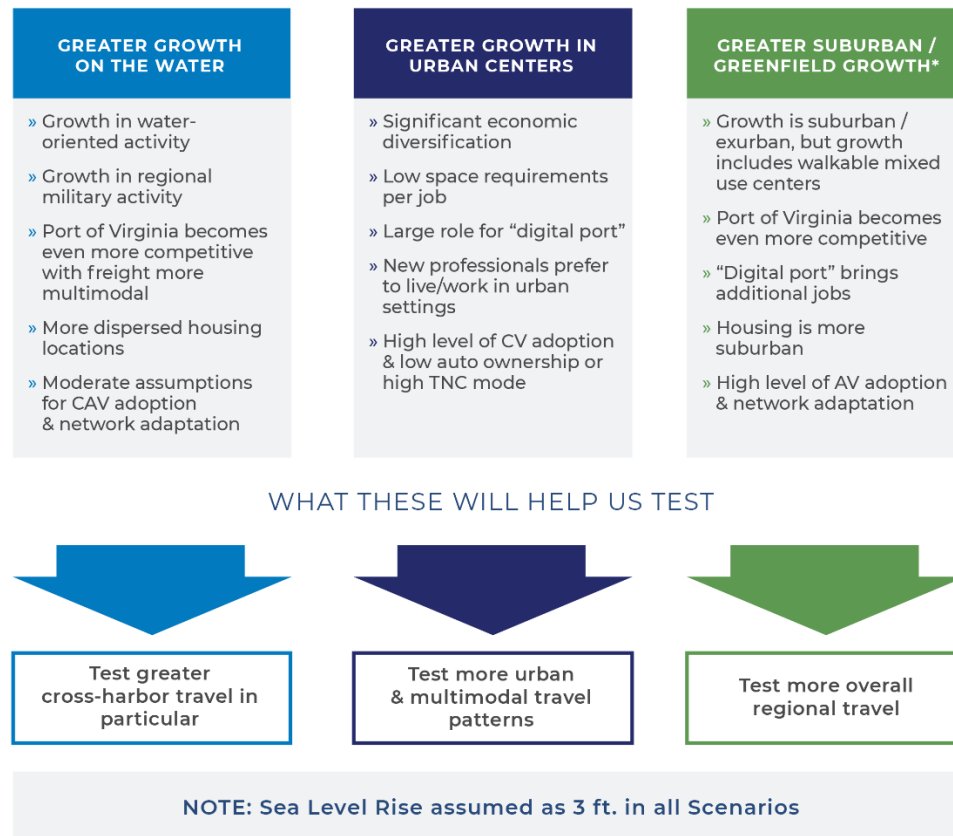 GREATER GROWTH
ON THE WATER
» Growth in water-
oriented activity
» Growth in regional
military activity
» Port of Virginia becomes
even more competitive
with freight more
multimodal
» More dispersed housing
locations
» Moderate assumptions
for CAV adoption
& network adaptation
GREATER GROWTH IN
URBAN CENTERS
» Significant economic
diversification
» Low space requirements
per job
» Large role for “digital port”
» New professionals prefer
to live/work in urban
settings
» High level of CV adoption
& low auto ownership or
high TNC mode
GREATER SUBURBAN /
GREENFIELD GROWTH*
» Growth is suburban /
exurban, but growth
includes walkable mixed
use centers
» Port of Virginia becomes
even more competitive
» “Digital port” brings
additional jobs
» Housing is more
suburban
» High level of AV adoption
& network adaptation
WHAT THESE WILL HELP US TEST
Test greater
cross-harbor travel in
particular
Test more urban
& multimodal travel
patterns
Test more overall
regional travel
NOTE: Sea Level Rise assumed as 3 ft. in all Scenarios